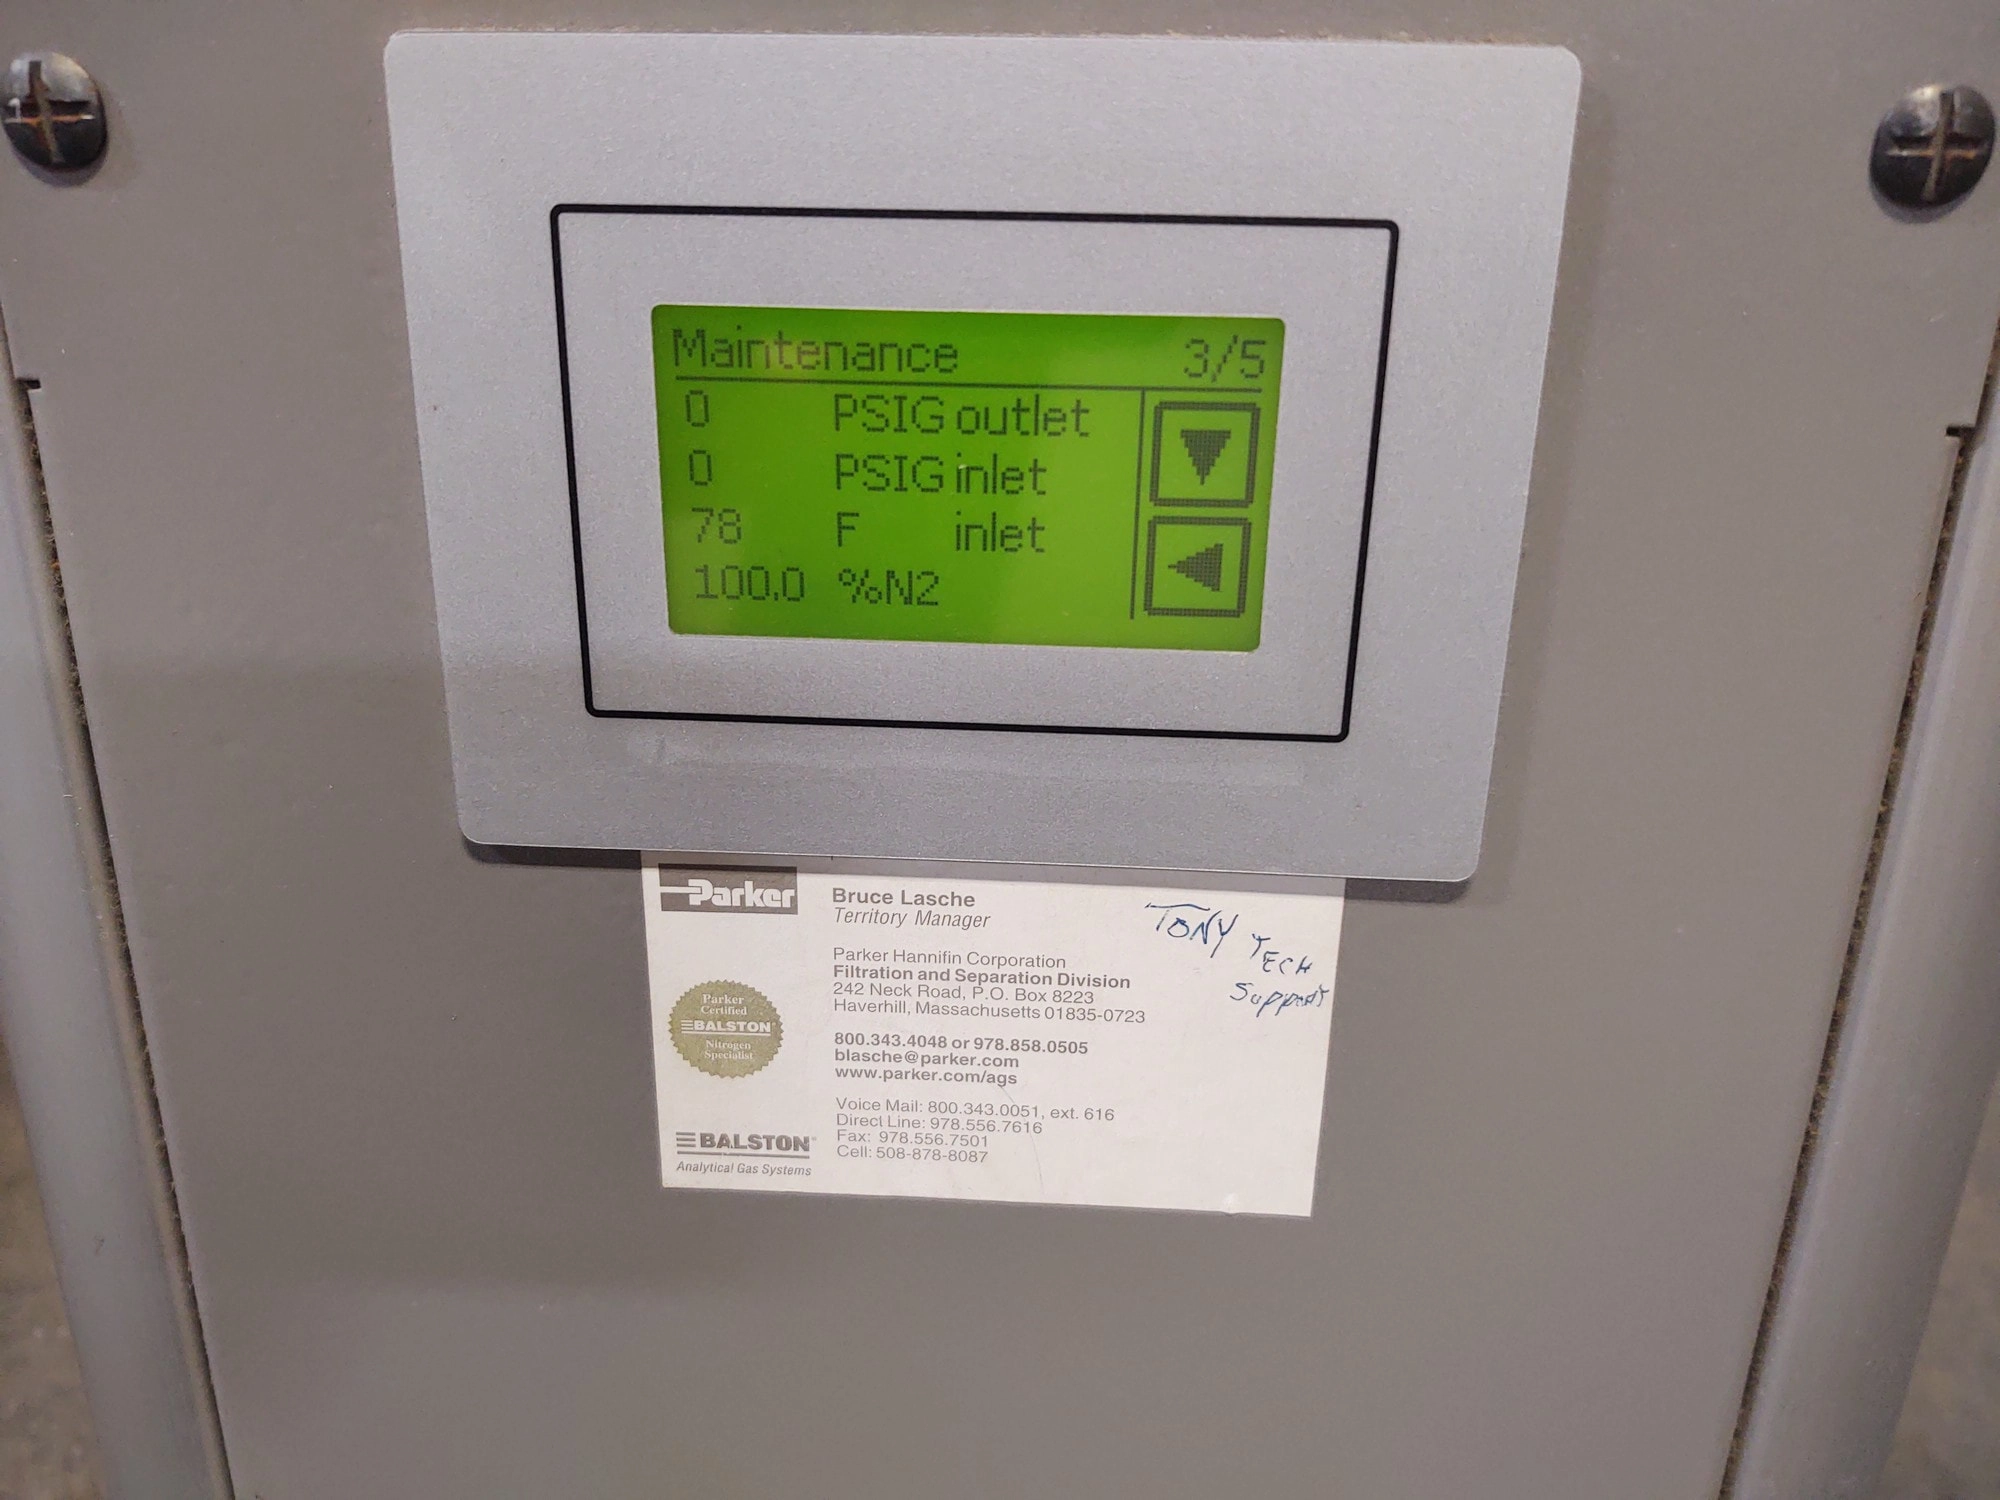 Maintenance 3/5
0 PSIG outlet
0 PSIG inlet
78 F inlet
100.0 %N2
Parker
Bruce Lasche
Territory Manager
TONY TECH
SUPPORT
Parker Hannifin Corporation
Filtration and Separation Division
242 Neck Road, P.O. Box 8223
Haverhill, Massachusetts 01835-0723
Parker
Certified
BALSTON
Nitrogen
Specialist
800.343.4048 or 978.858.0505
blasche@parker.com
www.parker.com/ags
Voice Mail: 800.343.0051, ext. 616
Direct Line: 978.556.7616
Fax: 978.556.7501
Cell: 508-878-8087
BALSTON®
Analytical Gas Systems